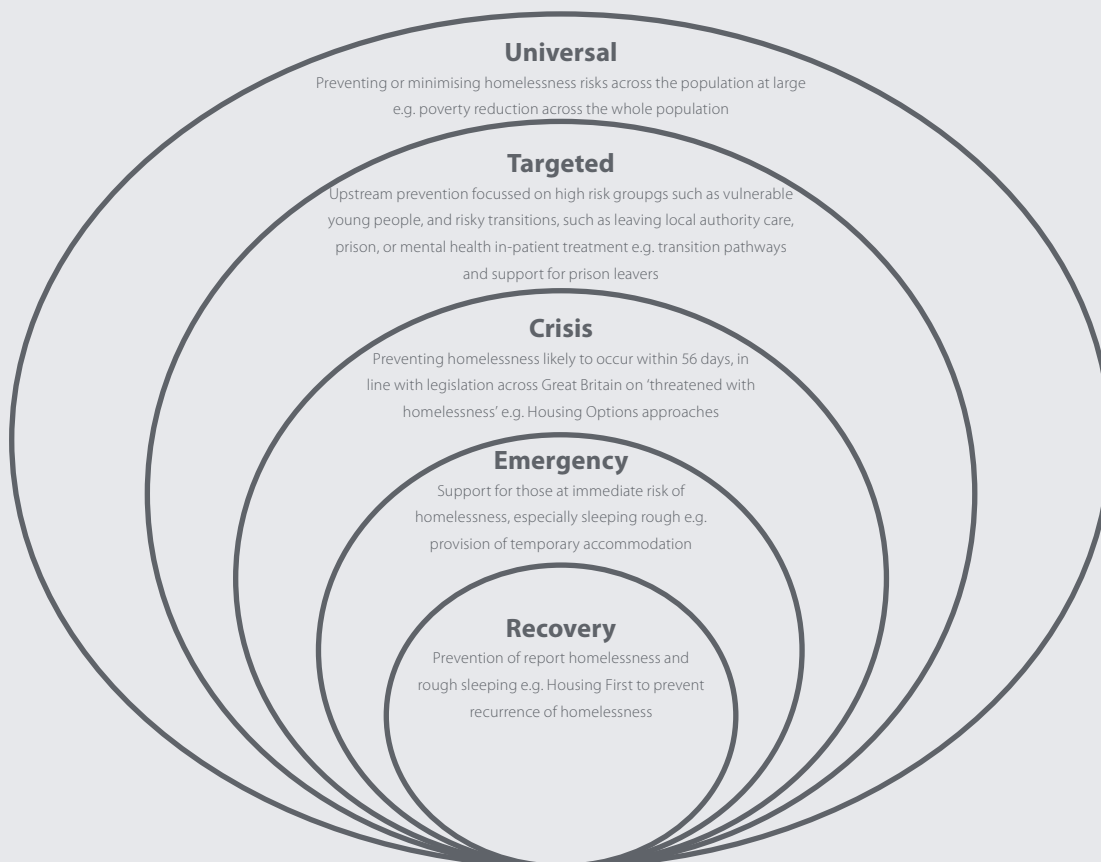 Universal
Preventing or minimising homelessness risks across the population at large
e.g. poverty reduction across the whole population
Targeted
Upstream prevention focussed on high risk groupgs such as vulnerable
young people, and risky transitions, such as leaving local authority care,
prison, or mental health in-patient treatment e.g. transition pathways
and support for prison leavers
Crisis
Preventing homelessness likely to occur within 56 days, in
line with legislation across Great Britain on ‘threatened with
homelessness’ e.g. Housing Options approaches
Emergency
Support for those at immediate risk of
homelessness, especially sleeping rough e.g.
provision of temporary accommodation
Recovery
Prevention of report homelessness and
rough sleeping e.g. Housing First to prevent
recurrence of homelessness